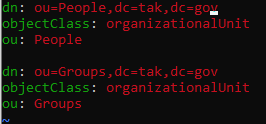 dn: ou=People,dc=tak,dc=gov
objectClass: organizationalUnit
ou: People

dn: ou=Groups,dc=tak,dc=gov
objectClass: organizationalUnit
ou: Groups
~